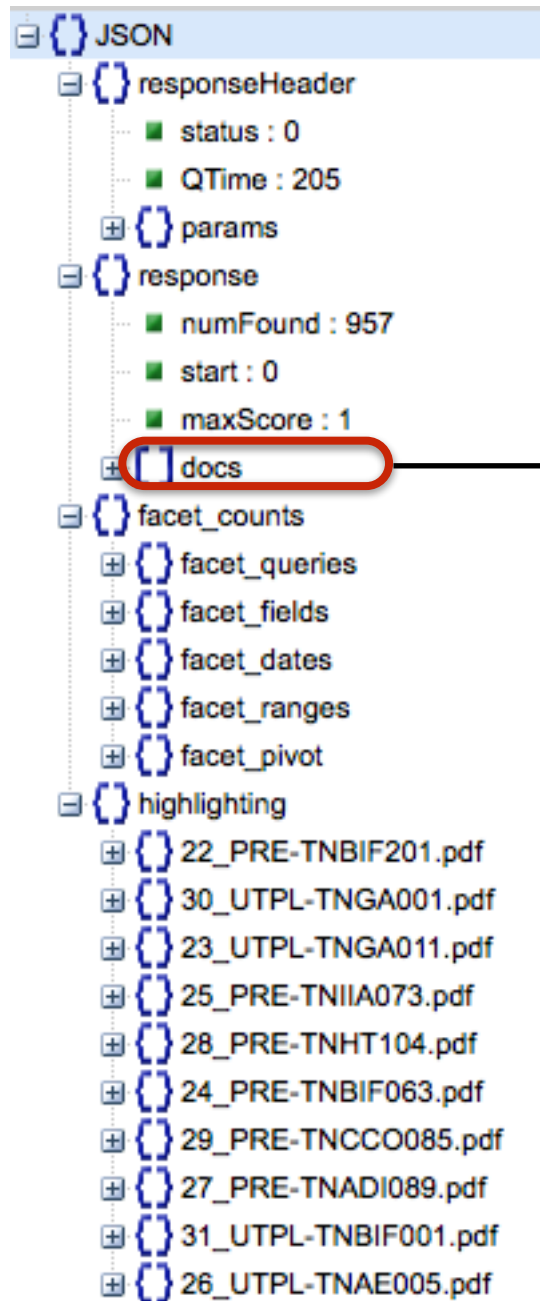 JSON
responseHeader
status : 0
QTime : 205
params
response
numFound : 957
start : 0
maxScore : 1
docs
facet_counts
facet_queries
facet_fields
facet_dates
facet_ranges
facet_pivot
highlighting
22_PRE-TNBIF201.pdf
30_UTPL-TNGA001.pdf
23_UTPL-TNGA011.pdf
25_PRE-TNIIA073.pdf
28_PRE-TNHT104.pdf
24_PRE-TNBIF063.pdf
29_PRE-TNCCO085.pdf
27_PRE-TNADI089.pdf
31_UTPL-TNBIF001.pdf
26_UTPL-TNAE005.pdf